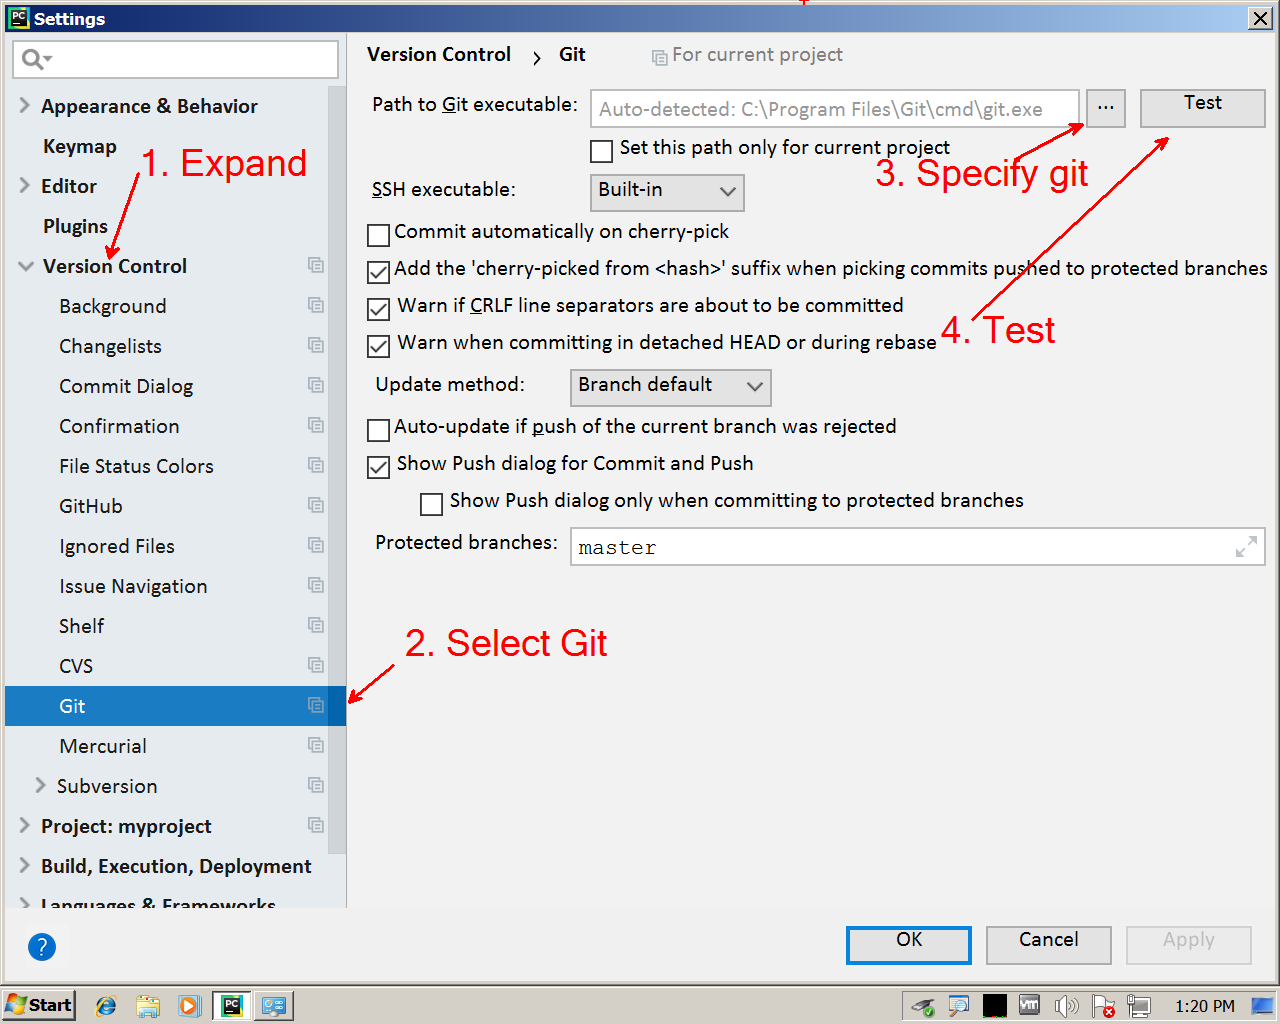 Settings
Version Control › Git For current project
Appearance & Behavior
Keymap
Editor
Plugins
Version Control
Background
Changelists
Commit Dialog
Confirmation
File Status Colors
GitHub
Ignored Files
Issue Navigation
Shelf
CVS
Git
Mercurial
Subversion
Project: myproject
Build, Execution, Deployment
Languages & Frameworks
1. Expand
2. Select Git
Path to Git executable: Auto-detected: C:\Program Files\Git\cmd\git.exe ... Test
Set this path only for current project
3. Specify git
SSH executable: Built-in
Commit automatically on cherry-pick
Add the 'cherry-picked from <hash>' suffix when picking commits pushed to protected branches
Warn if CRLF line separators are about to be committed
Warn when committing in detached HEAD or during rebase
4. Test
Update method: Branch default
Auto-update if push of the current branch was rejected
Show Push dialog for Commit and Push
Show Push dialog only when committing to protected branches
Protected branches: master
?
OK Cancel Apply
Start
PC
vm
1:20 PM